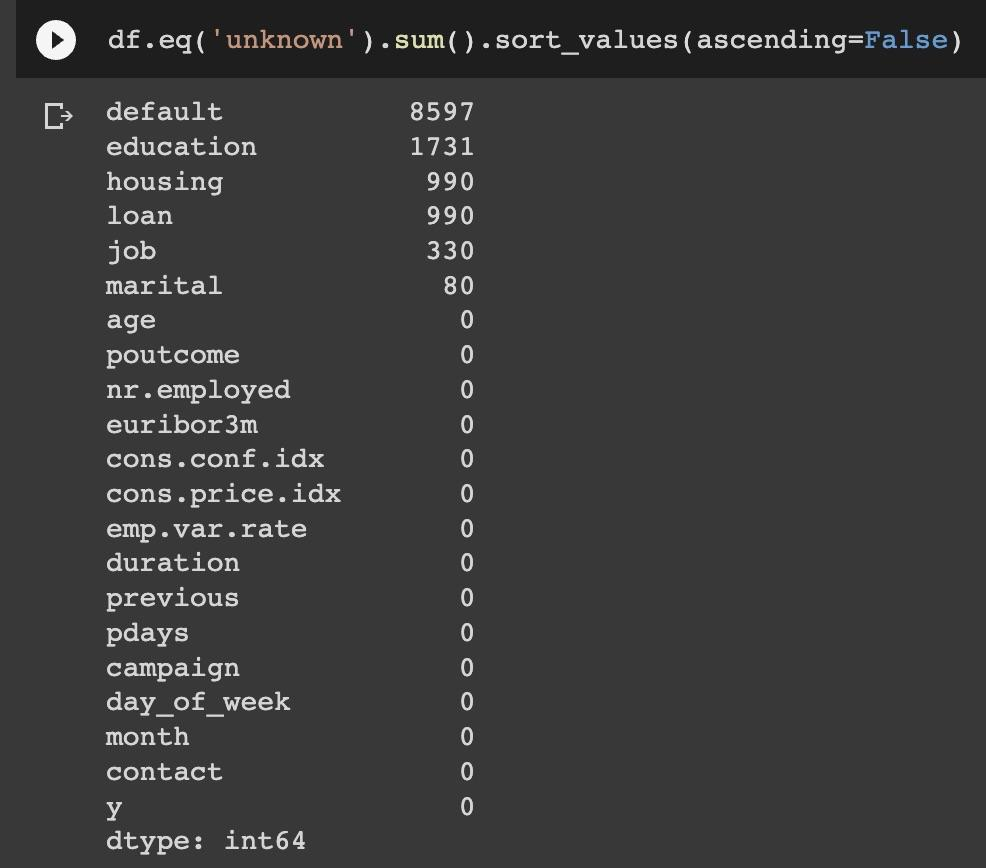 df.eq('unknown').sum().sort_values(ascending=False)
default 8597
education 1731
housing 990
loan 990
job 330
marital 80
age 0
poutcome 0
nr.employed 0
euribor3m 0
cons.conf.idx 0
cons.price.idx 0
emp.var.rate 0
duration 0
previous 0
pdays 0
campaign 0
day_of_week 0
month 0
contact 0
y 0
dtype: int64